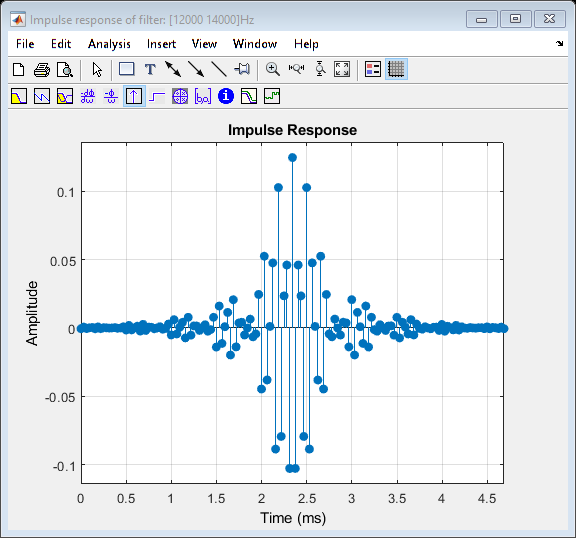 Impulse response of filter: [12000 14000]Hz
File Edit Analysis Insert View Window Help
Impulse Response
0.1
0.05
0
-0.05
-0.1
Amplitude
0 0.5 1 1.5 2 2.5 3 3.5 4 4.5
Time (ms)